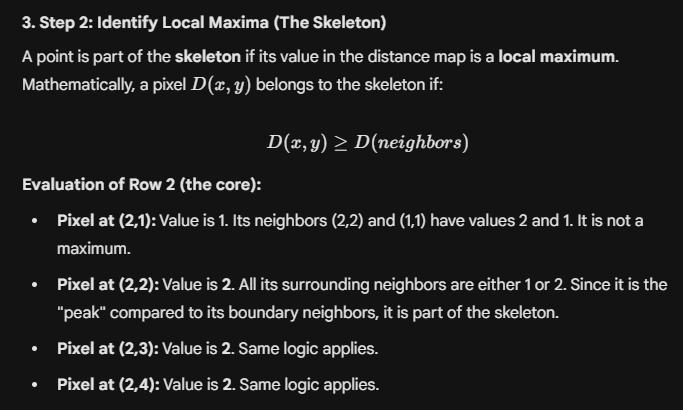 3. Step 2: Identify Local Maxima (The Skeleton)
A point is part of the skeleton if its value in the distance map is a local maximum.
Mathematically, a pixel D(x, y) belongs to the skeleton if:
D(x, y) ≥ D(neighbors)
Evaluation of Row 2 (the core):
• Pixel at (2,1): Value is 1. Its neighbors (2,2) and (1,1) have values 2 and 1. It is not a
maximum.
• Pixel at (2,2): Value is 2. All its surrounding neighbors are either 1 or 2. Since it is the
"peak" compared to its boundary neighbors, it is part of the skeleton.
• Pixel at (2,3): Value is 2. Same logic applies.
• Pixel at (2,4): Value is 2. Same logic applies.